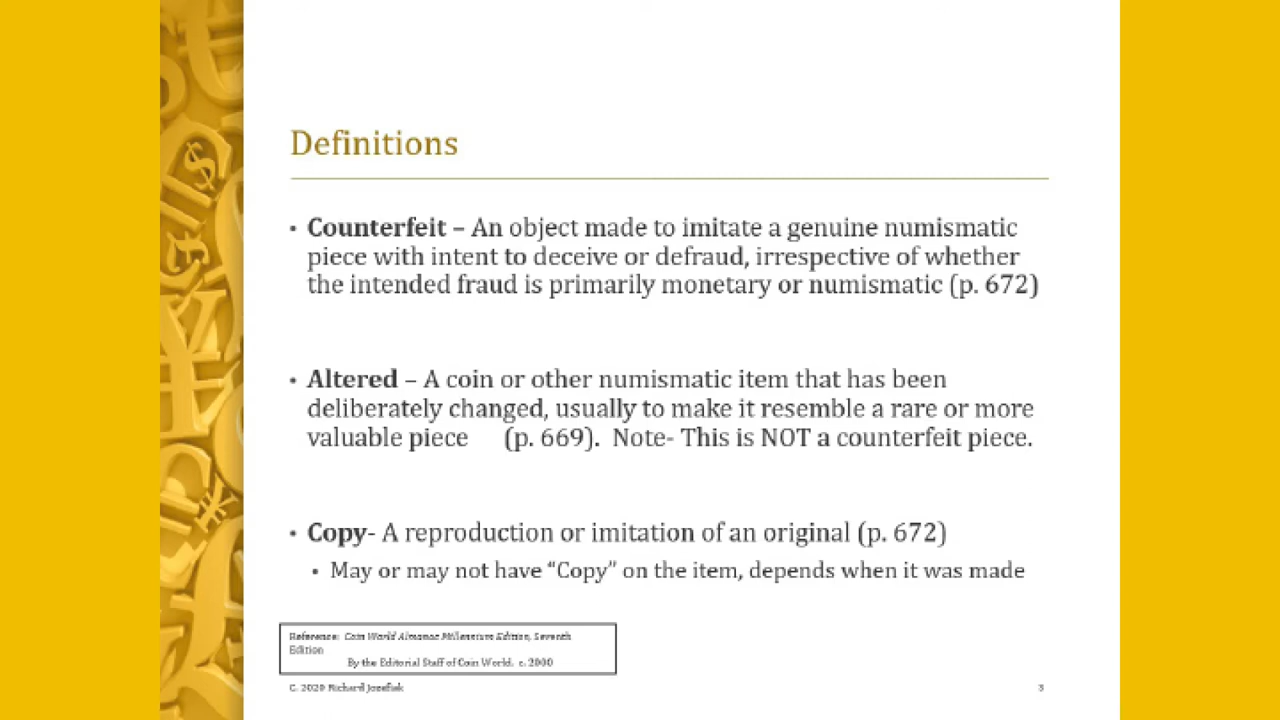 Definitions
• Counterfeit – An object made to imitate a genuine numismatic
piece with intent to deceive or defraud, irrespective of whether
the intended fraud is primarily monetary or numismatic (p. 672)
• Altered – A coin or other numismatic item that has been
deliberately changed, usually to make it resemble a rare or more
valuable piece (p. 669). Note- This is NOT a counterfeit piece.
• Copy- A reproduction or imitation of an original (p. 672)
• May or may not have “Copy” on the item, depends when it was made
Reference: Coin World Almanac Millennium Edition, Seventh
Edition
By the Editorial Staff of Coin World, c. 2000
C. 2020 Richard Jozefiak
3